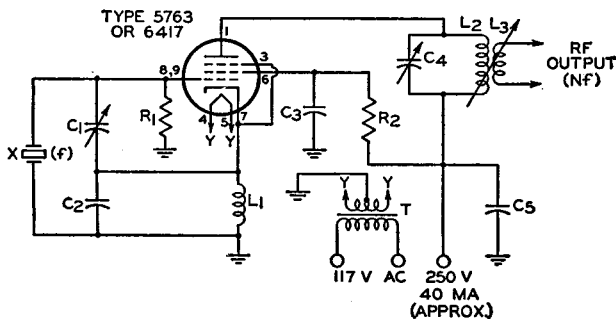 TYPE 5763
OR 6417
1
3
6
8,9
4
5
7
Y
Y
X
(f)
C1
C2
R1
L1
C3
R2
C4
L2
L3
RF
OUTPUT
(Nf)
C5
Y
Y
T
117 V
AC
250 V
40 MA
(APPROX.)